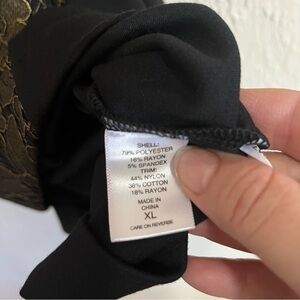 SHELL:
79% POLYESTER
16% RAYON
5% SPANDEX
TRIM:
44% NYLON
38% COTTON
18% RAYON
MADE IN
CHINA
XL
CARE ON REVERSE